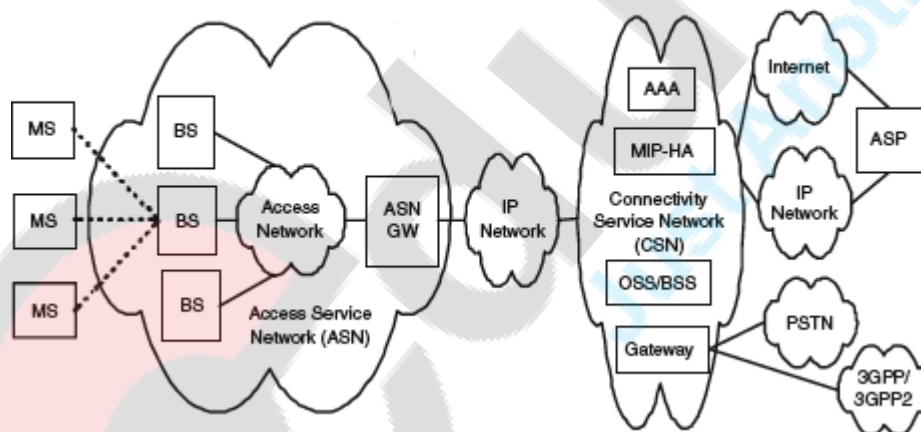 MS
MS
MS
BS
BS
BS
Access
Network
ASN
GW
Access Service
Network (ASN)
IP
Network
AAA
MIP-HA
Connectivity
Service Network
(CSN)
OSS/BSS
Gateway
Internet
IP
Network
ASP
PSTN
3GPP/
3GPP2